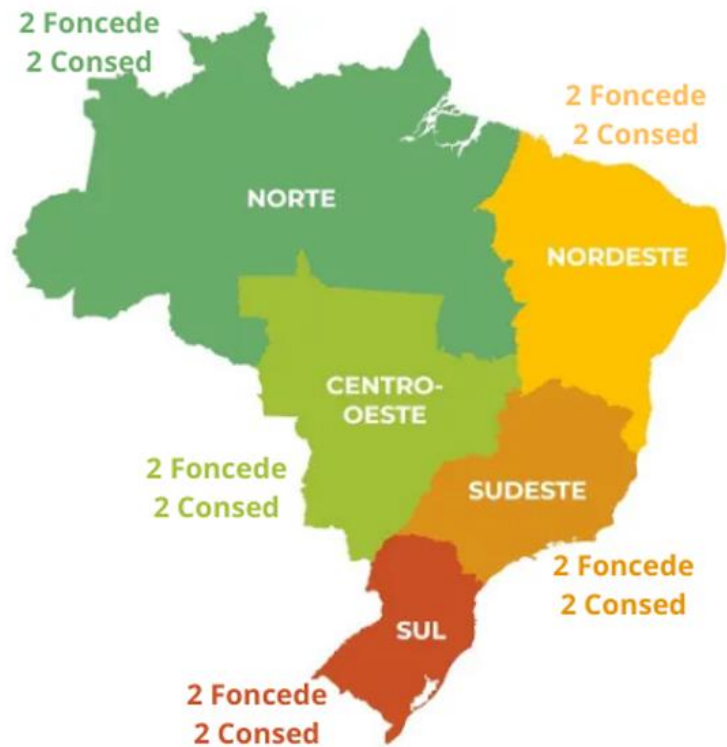 2 Foncede
2 Consed
2 Foncede
2 Consed
NORTE
NORDESTE
CENTRO-
OESTE
2 Foncede
2 Consed
SUDESTE
2 Foncede
2 Consed
SUL
2 Foncede
2 Consed